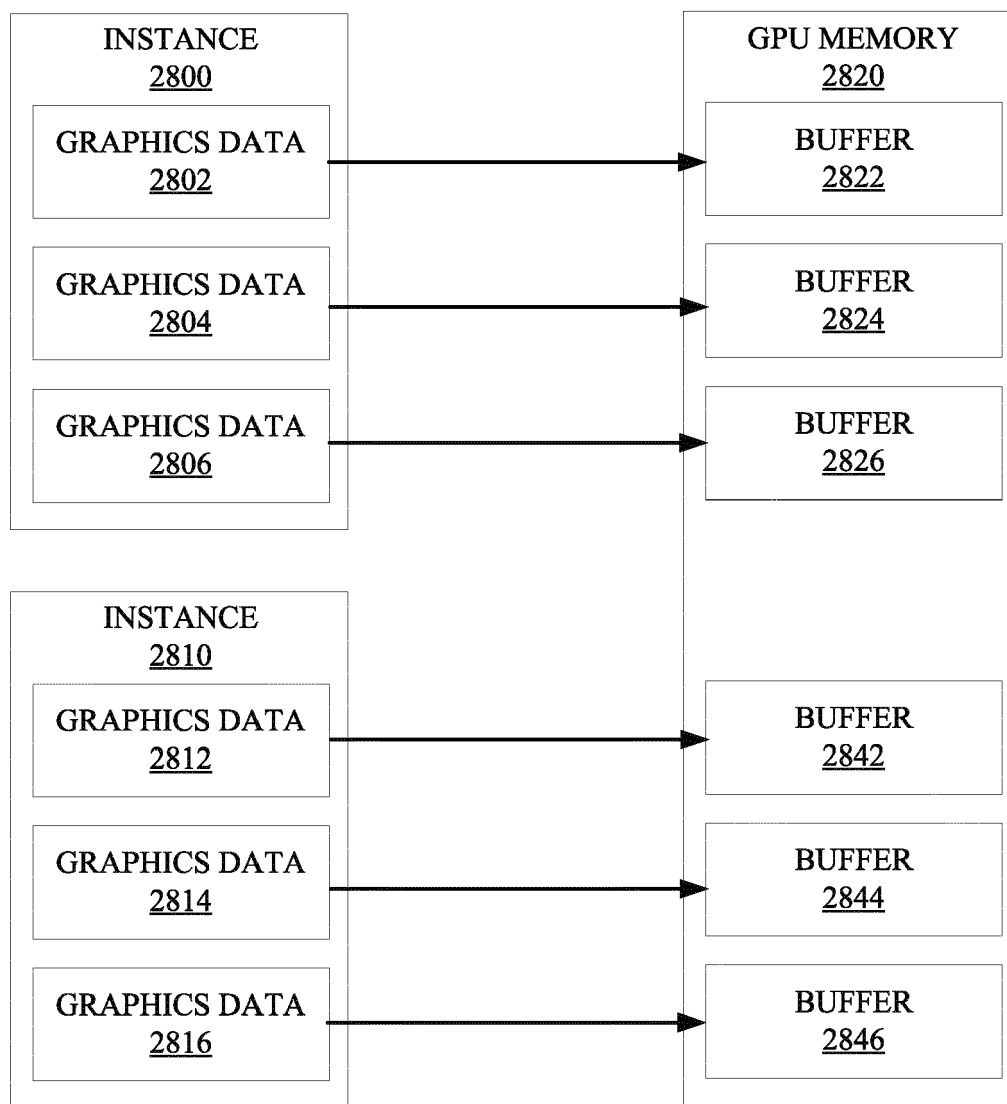 INSTANCE
2800
GRAPHICS DATA
2802
GRAPHICS DATA
2804
GRAPHICS DATA
2806
INSTANCE
2810
GRAPHICS DATA
2812
GRAPHICS DATA
2814
GRAPHICS DATA
2816
GPU MEMORY
2820
BUFFER
2822
BUFFER
2824
BUFFER
2826
BUFFER
2842
BUFFER
2844
BUFFER
2846